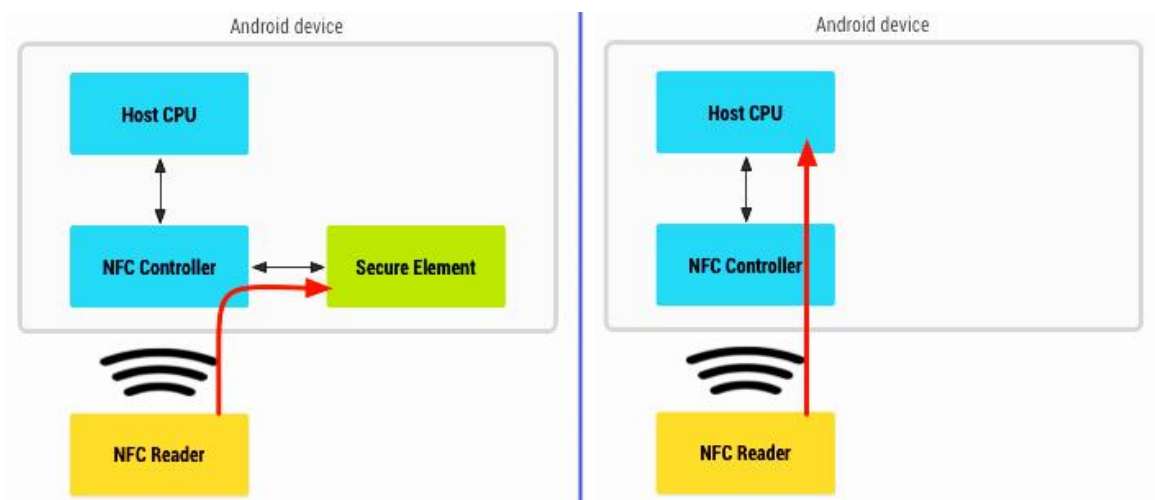 Android device
Host CPU
NFC Controller
Secure Element
NFC Reader
Android device
Host CPU
NFC Controller
NFC Reader